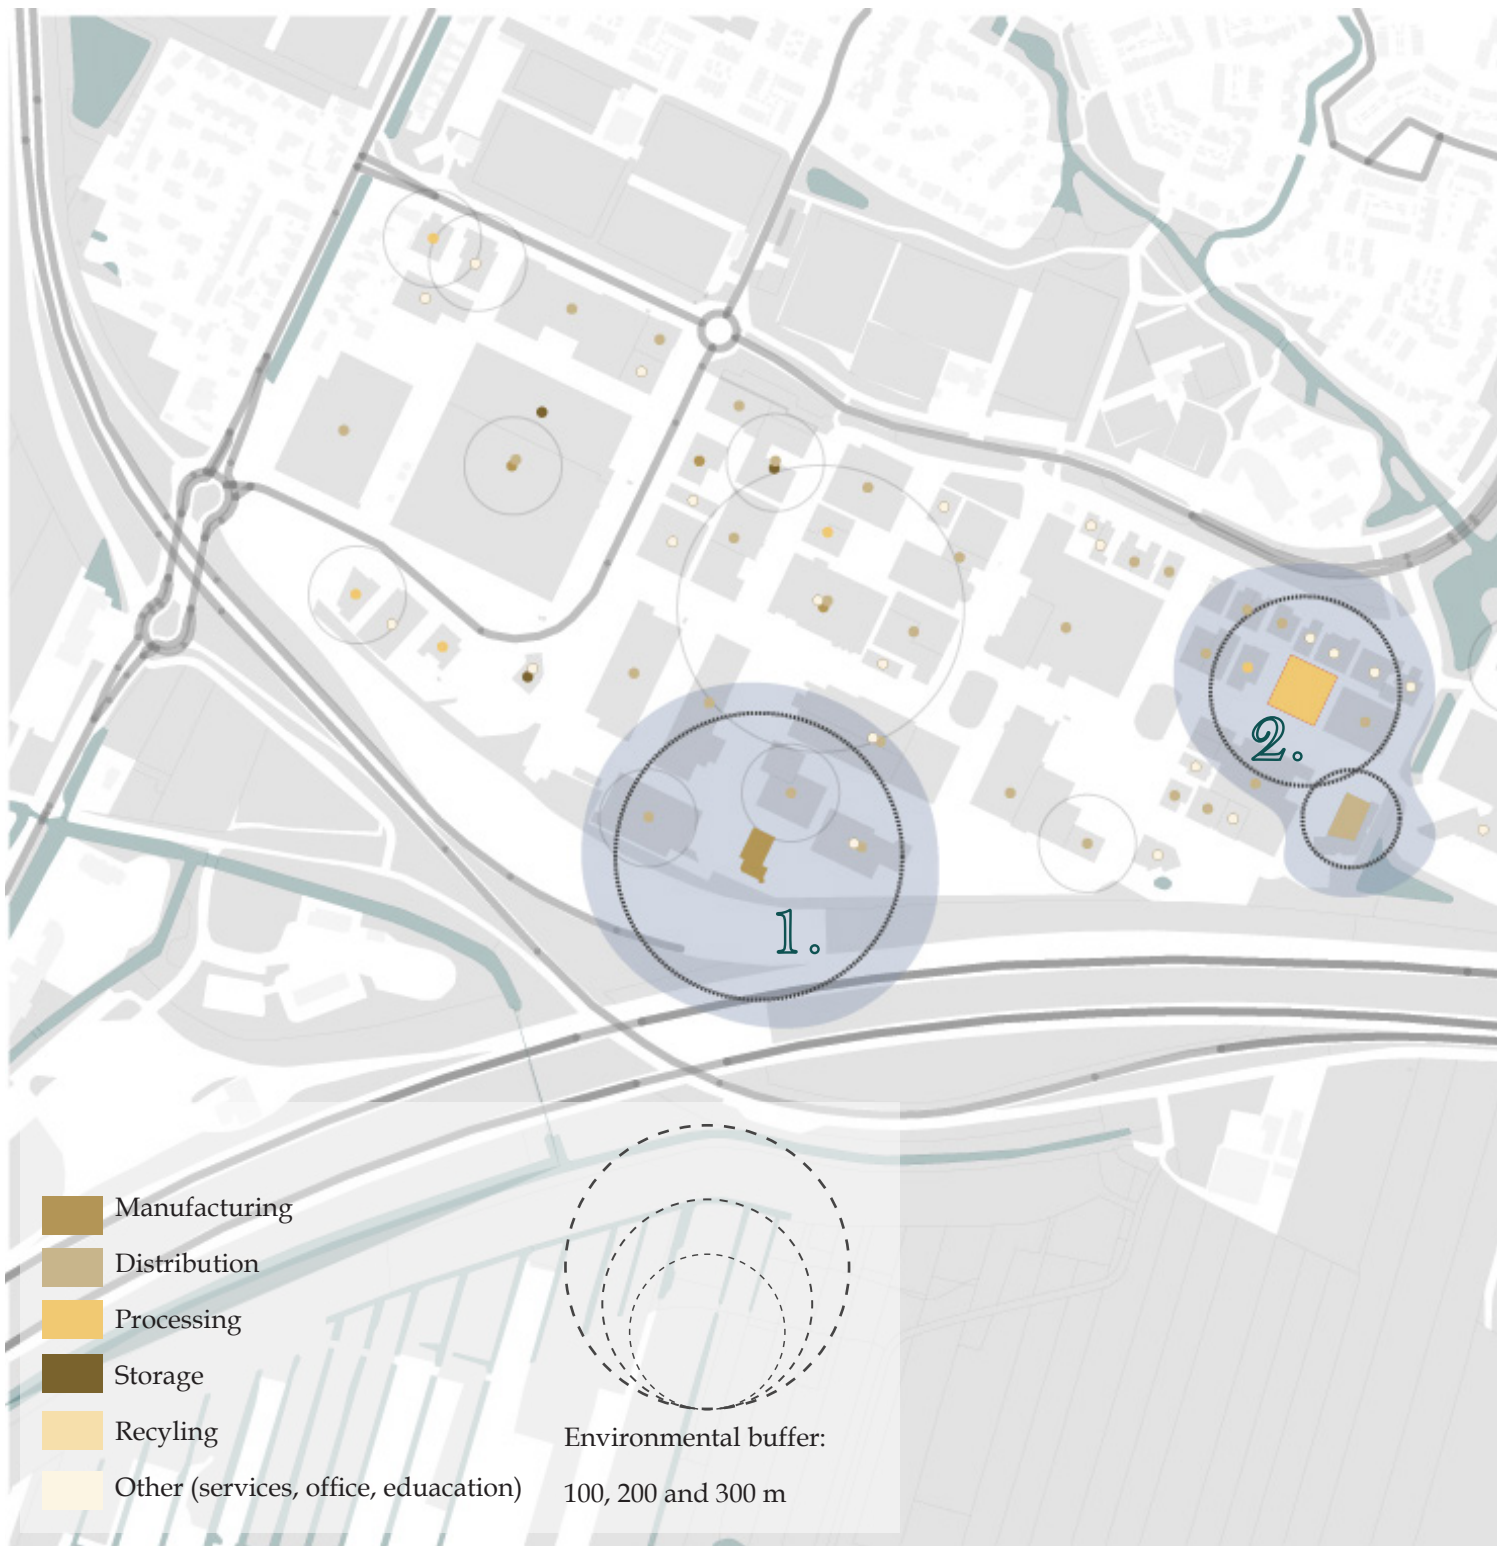 2.
1.
Manufacturing
Distribution
Processing
Storage
Recyling
Other (services, office, eduacation)
Environmental buffer:
100, 200 and 300 m